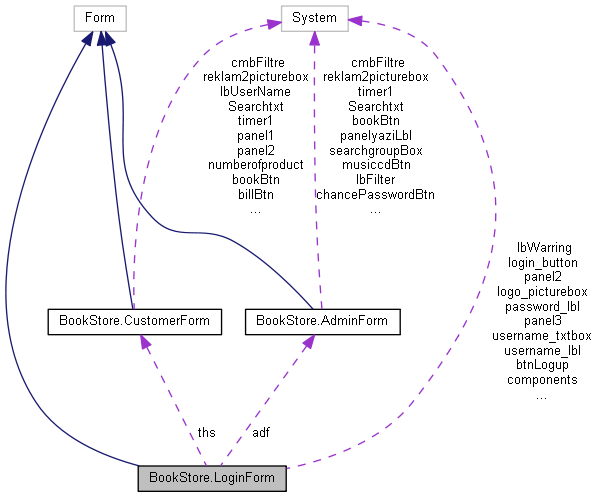 Form
System
cmbFiltre
reklam2picturebox
lbUserName
Searchtxt
timer1
panel1
panel2
numberofproduct
bookBtn
billBtn
...
cmbFiltre
reklam2picturebox
timer1
Searchtxt
bookBtn
panelyaziLbl
searchgroupBox
musiccdBtn
lbFilter
chancePasswordBtn
...
lbWarring
login_button
panel2
logo_picturebox
password_lbl
panel3
username_txtbox
username_lbl
btnLogup
components
...
BookStore.CustomerForm
BookStore.AdminForm
ths
adf
BookStore.LoginForm